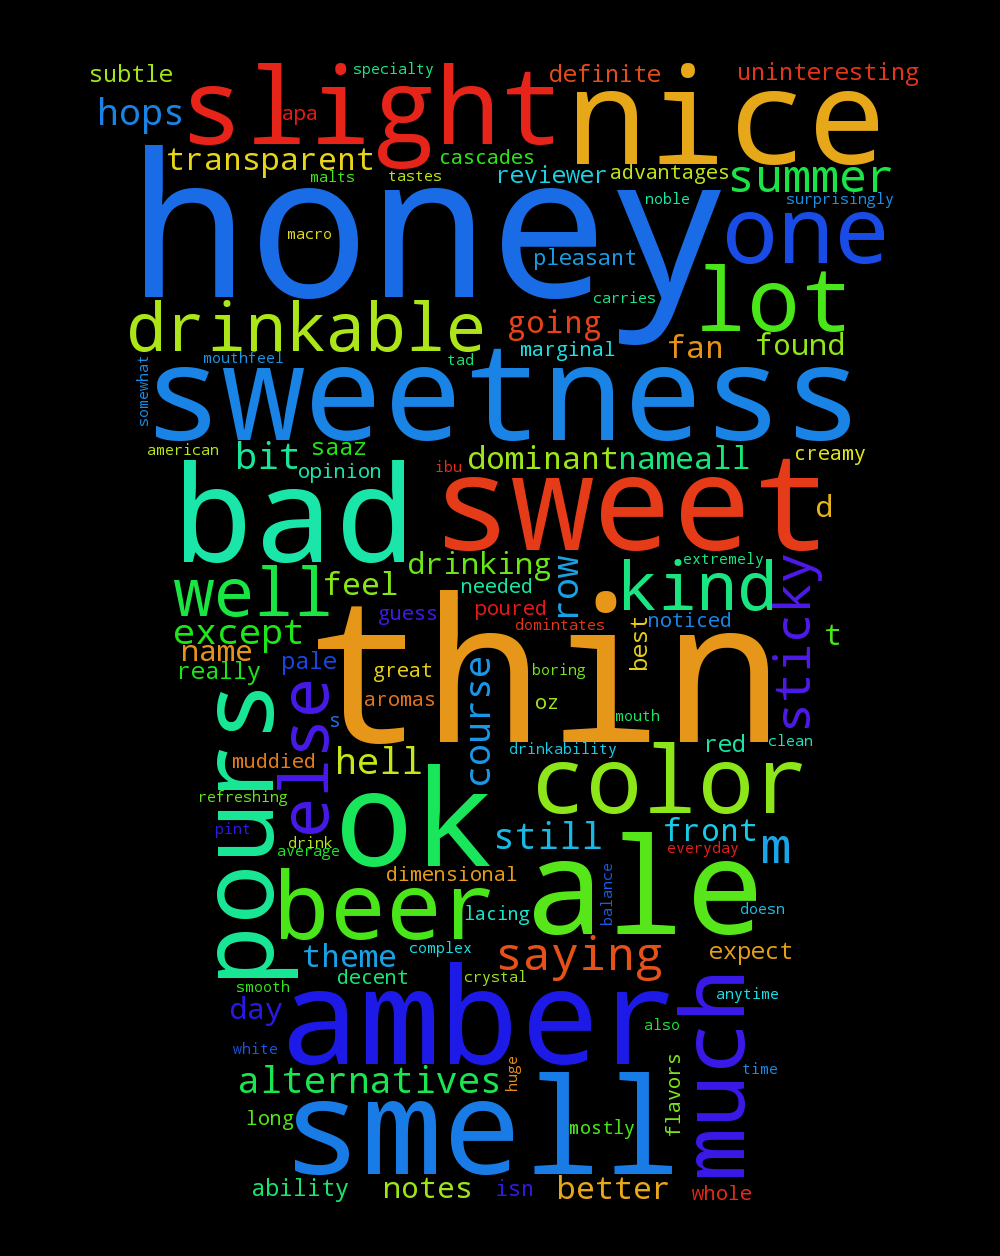 specialty
subtle
slight
definite
nice
uninteresting
hops
apa
transparent
cascades
malts
tastes
reviewer
advantages
summer
honey
noble
surprisingly
macro
one
pleasant
carries
lot
drinkable
going
marginal
fan
found
somewhat
mouthfeel
tad
sweetness
american
bit
saaz
opinion
ibu
dominant
nameall
creamy
bad
sweet
d
drinking
extremely
well
feel
needed
row
kind
sticky
guess
poured
domintates
best
noticed
except
t
name
thin
really
pale
great
boring
aromas
oz
course
s
mouth
else
pours
muddied
hell
drinkability
red
clean
color
refreshing
ok
pint
still
front
m
drink
average
everyday
dimensional
beer
ale
balance
lacing
doesn
theme
complex
saying
expect
decent
crystal
smooth
amber
much
anytime
day
also
white
alternatives
huge
flavors
time
long
smell
mostly
ability
notes
isn
better
whole